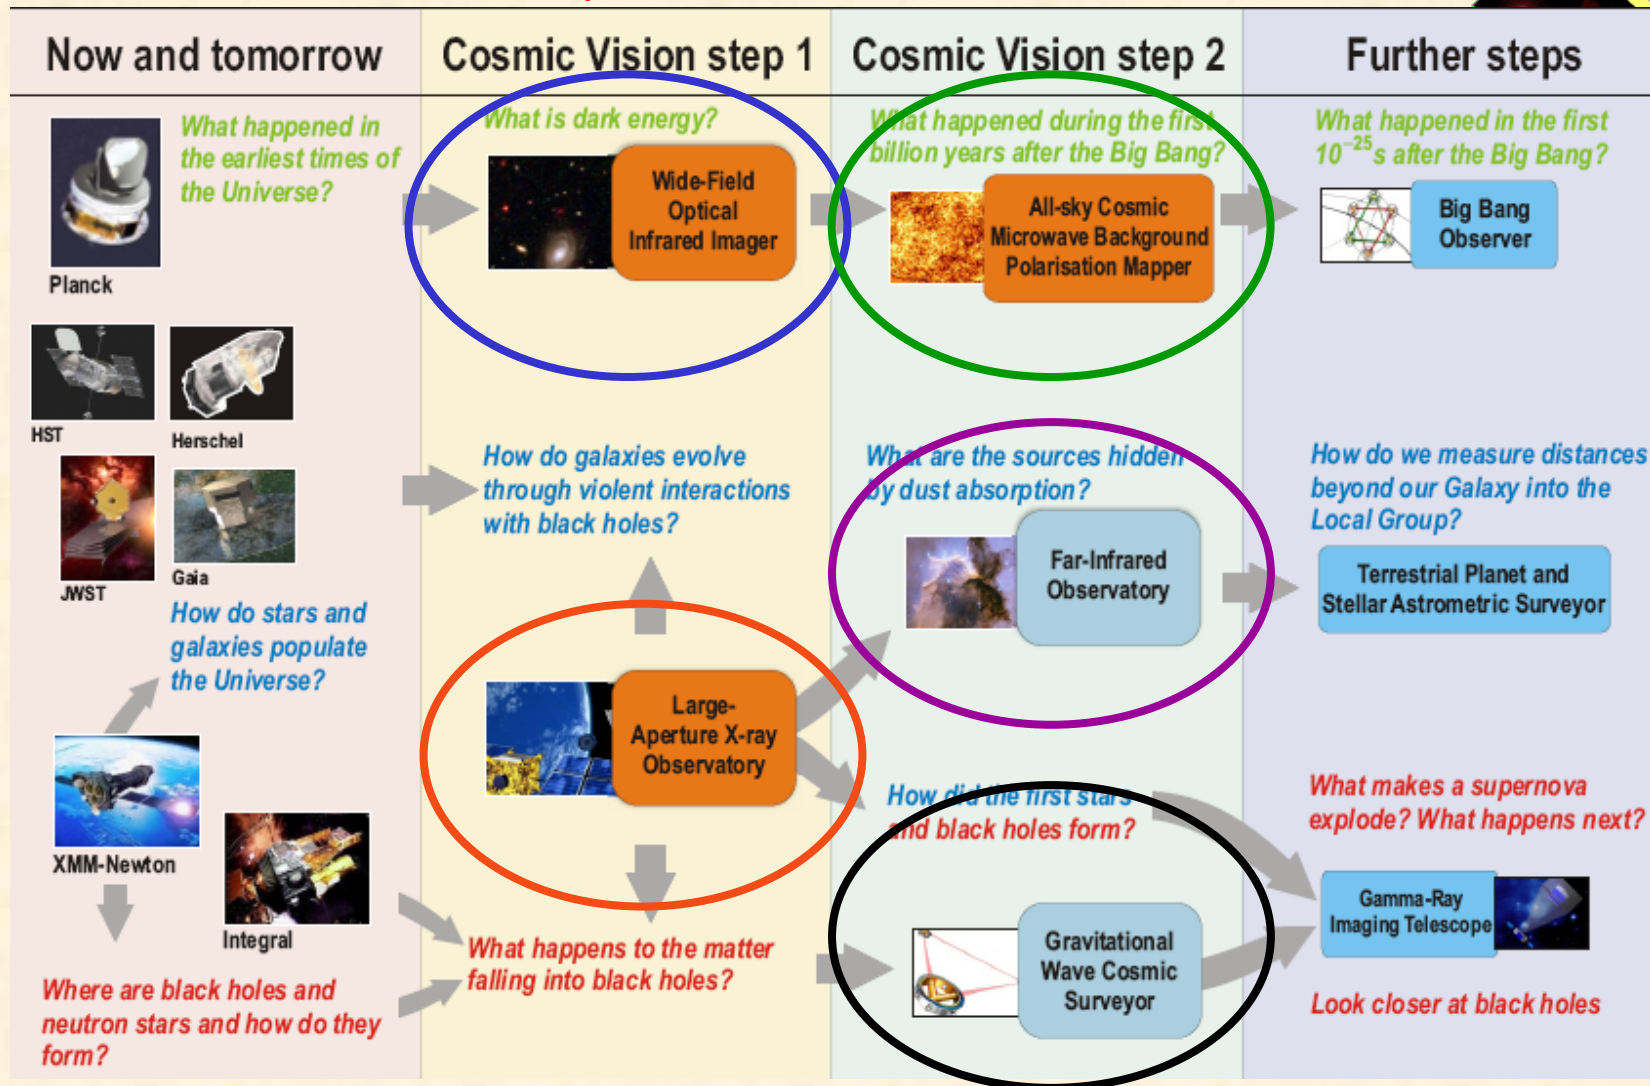 Now and tomorrow
Cosmic Vision step 1
Cosmic Vision step 2
Further steps
What happened in
the earliest times of
the Universe?
Planck
HST
Herschel
JWST
Gaia
How do stars and
galaxies populate
the Universe?
XMM-Newton
Integral
Where are black holes and
neutron stars and how do they
form?
What is dark energy?
Wide-Field
Optical
Infrared Imager
How do galaxies evolve
through violent interactions
with black holes?
Large-
Aperture X-ray
Observatory
What happens to the matter
falling into black holes?
What happened during the first
billion years after the Big Bang?
All-sky Cosmic
Microwave Background
Polarisation Mapper
What are the sources hidden
by dust absorption?
Far-Infrared
Observatory
How did the first stars
and black holes form?
Gravitational
Wave Cosmic
Surveyor
What happened in the first
10⁻²⁵s after the Big Bang?
Big Bang
Observer
How do we measure distances
beyond our Galaxy into the
Local Group?
Terrestrial Planet and
Stellar Astrometric Surveyor
What makes a supernova
explode? What happens next?
Gamma-Ray
Imaging Telescope
Look closer at black holes